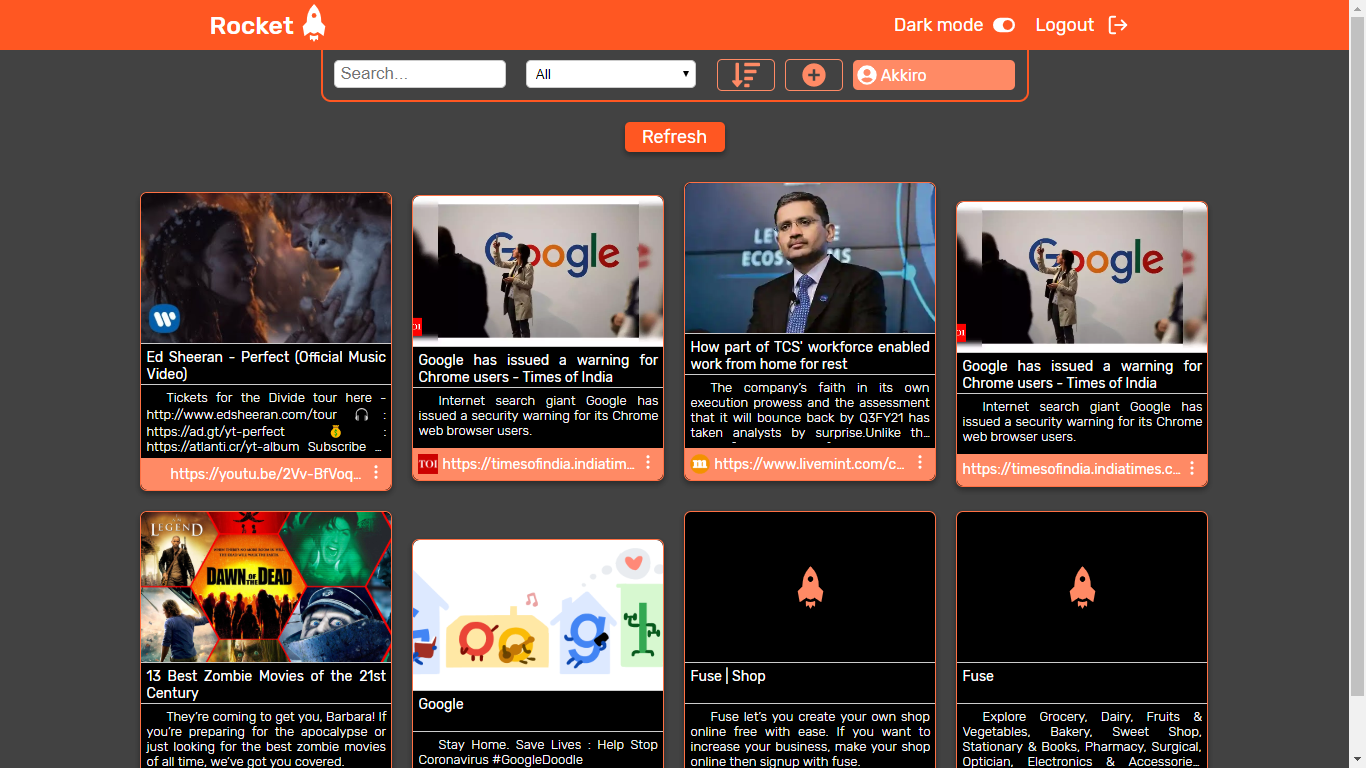 Rocket
Dark mode
Logout
Search...
All
Akkiro
Refresh
Ed Sheeran - Perfect (Official Music
Video)
Tickets for the Divide tour here -
http://www.edsheeran.com/tour 🎧 :
https://ad.gt/yt-perfect 💰 :
https://atlanti.cr/yt-album Subscribe ...
https://youtu.be/2Vv-BfVoq...
Google
TOI
Google has issued a warning for
Chrome users - Times of India
Internet search giant Google has
issued a security warning for its Chrome
web browser users.
TOI
https://timesofindia.indiatim...
How part of TCS' workforce enabled
work from home for rest
The company's faith in its own
execution prowess and the assessment
that it will bounce back by Q3FY21 has
taken analysts by surprise.Unlike th...
m
https://www.livemint.com/c...
Google
TOI
Google has issued a warning for
Chrome users - Times of India
Internet search giant Google has
issued a security warning for its Chrome
web browser users.
https://timesofindia.indiatimes.c...
LEGEND
DAWN OF THE DEAD
13 Best Zombie Movies of the 21st
Century
They're coming to get you, Barbara! If
you're preparing for the apocalypse or
just looking for the best zombie movies
of all time, we've got you covered.
Google
Stay Home. Save Lives : Help Stop
Coronavirus #GoogleDoodle
Fuse | Shop
Fuse let's you create your own shop
online free with ease. If you want to
increase your business, make your shop
online then signup with fuse.
Fuse
Explore Grocery, Dairy, Fruits &
Vegetables, Bakery, Sweet Shop,
Stationary & Books, Pharmacy, Surgical,
Optician, Electronics & Accessorie...